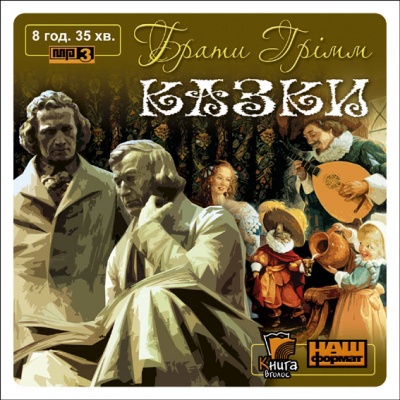 8 год. 35 хв.
mp3
Брати Грімм
КАЗКИ
Книга
Вголос
НАШ
формат